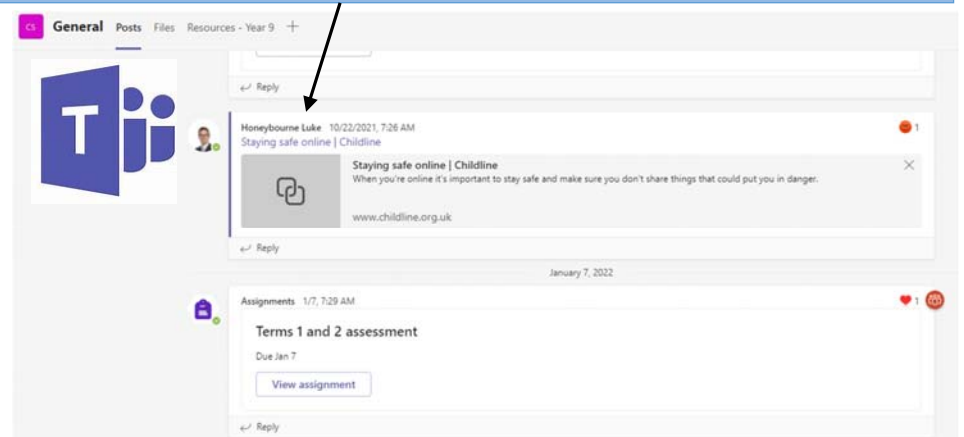 CS General Posts Files Resources - Year 9 +
Reply
Honeybourne Luke 10/22/2021, 7:26 AM 1
Staying safe online | Childline
Staying safe online | Childline
When you're online it's important to stay safe and make sure you don't share things that could put you in danger.
www.childline.org.uk
Reply
January 7, 2022
Assignments 1/7, 7:29 AM 1
Terms 1 and 2 assessment
Due Jan 7
View assignment
Reply
T